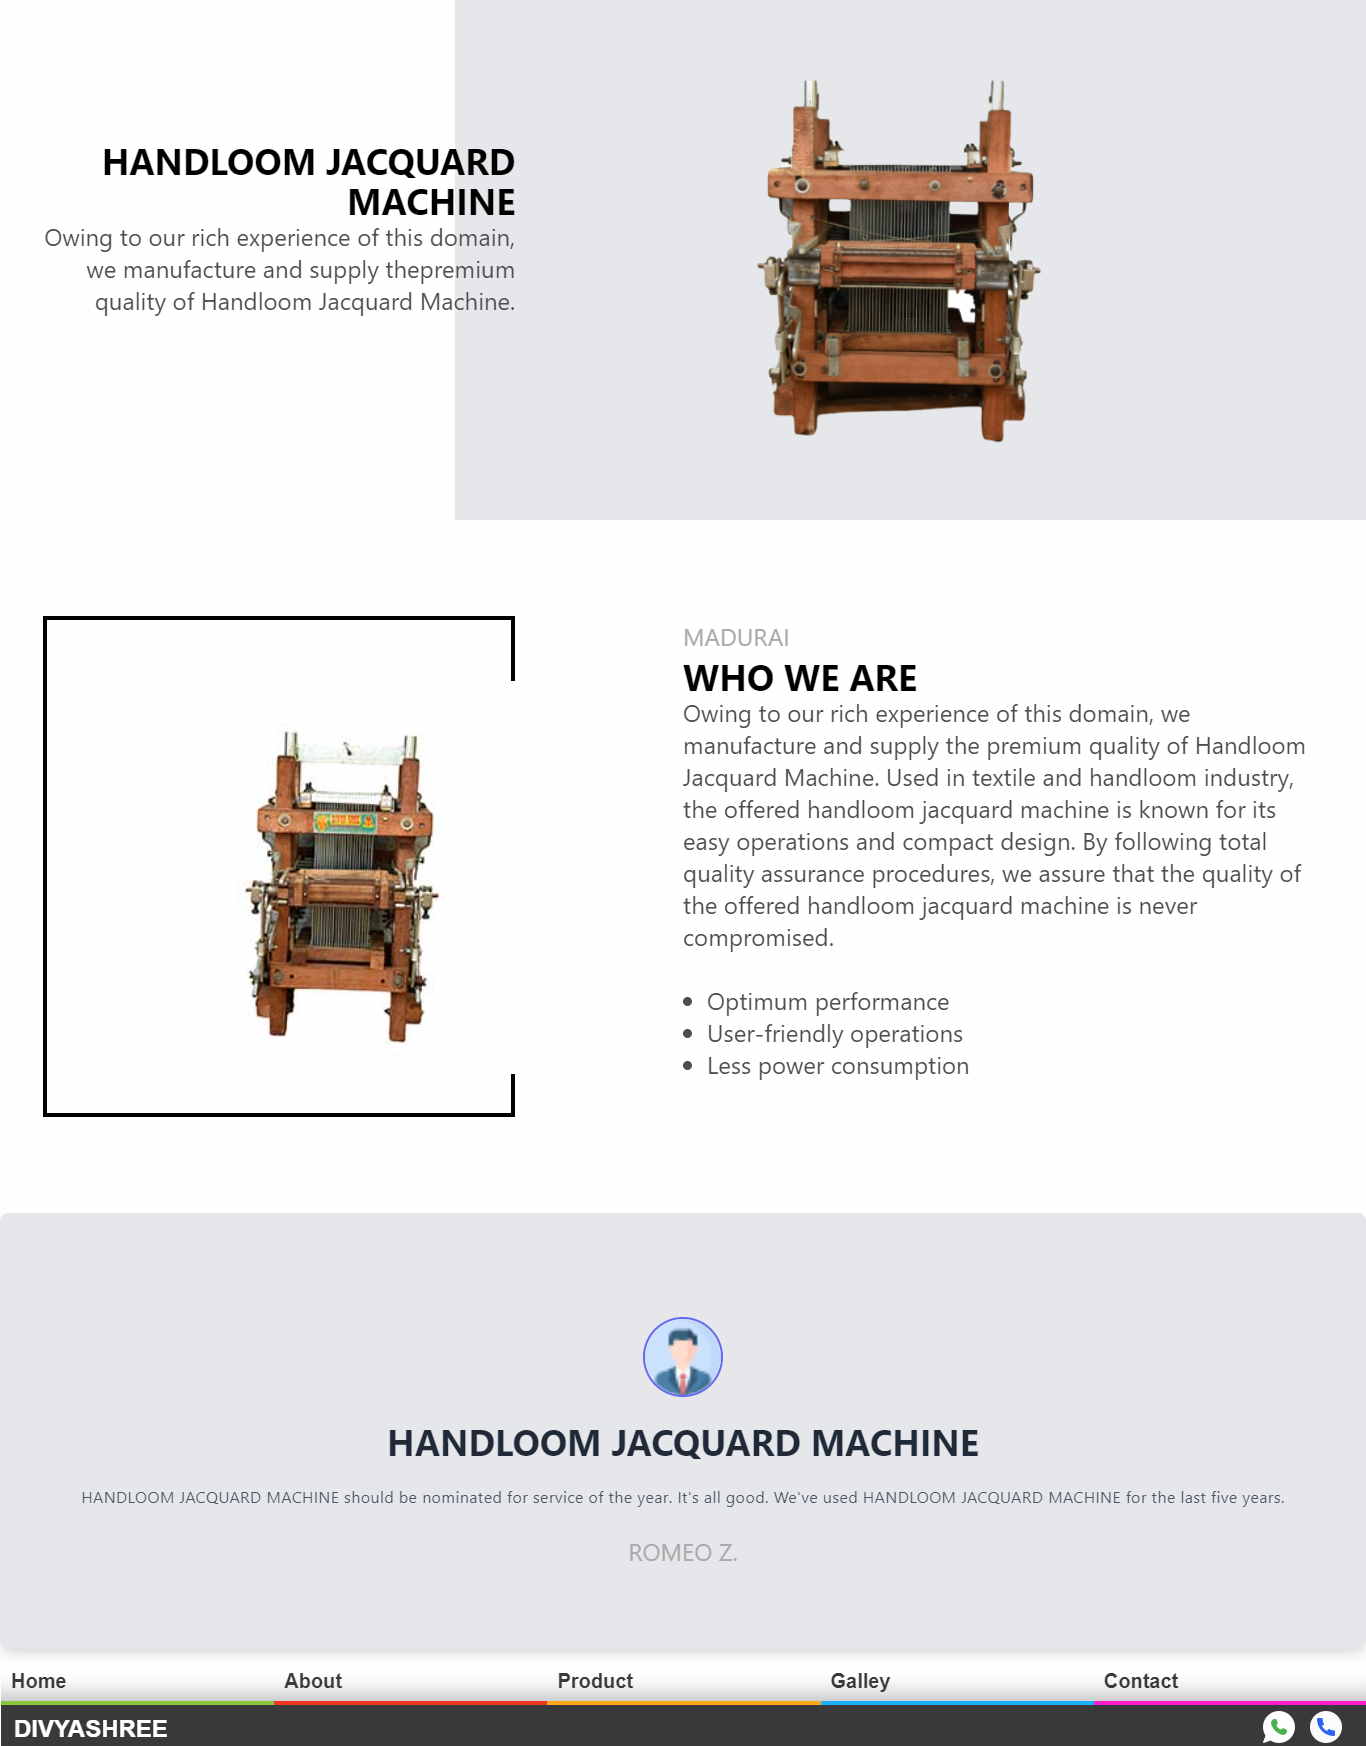 HANDLOOM JACQUARD
MACHINE
Owing to our rich experience of this domain,
we manufacture and supply thepremium
quality of Handloom Jacquard Machine.
MADURAI
WHO WE ARE
Owing to our rich experience of this domain, we
manufacture and supply the premium quality of Handloom
Jacquard Machine. Used in textile and handloom industry,
the offered handloom jacquard machine is known for its
easy operations and compact design. By following total
quality assurance procedures, we assure that the quality of
the offered handloom jacquard machine is never
compromised.
Optimum performance
User-friendly operations
Less power consumption
HANDLOOM JACQUARD MACHINE
HANDLOOM JACQUARD MACHINE should be nominated for service of the year. It's all good. We've used HANDLOOM JACQUARD MACHINE for the last five years.
ROMEO Z.
Home
About
Product
Galley
Contact
DIVYASHREE